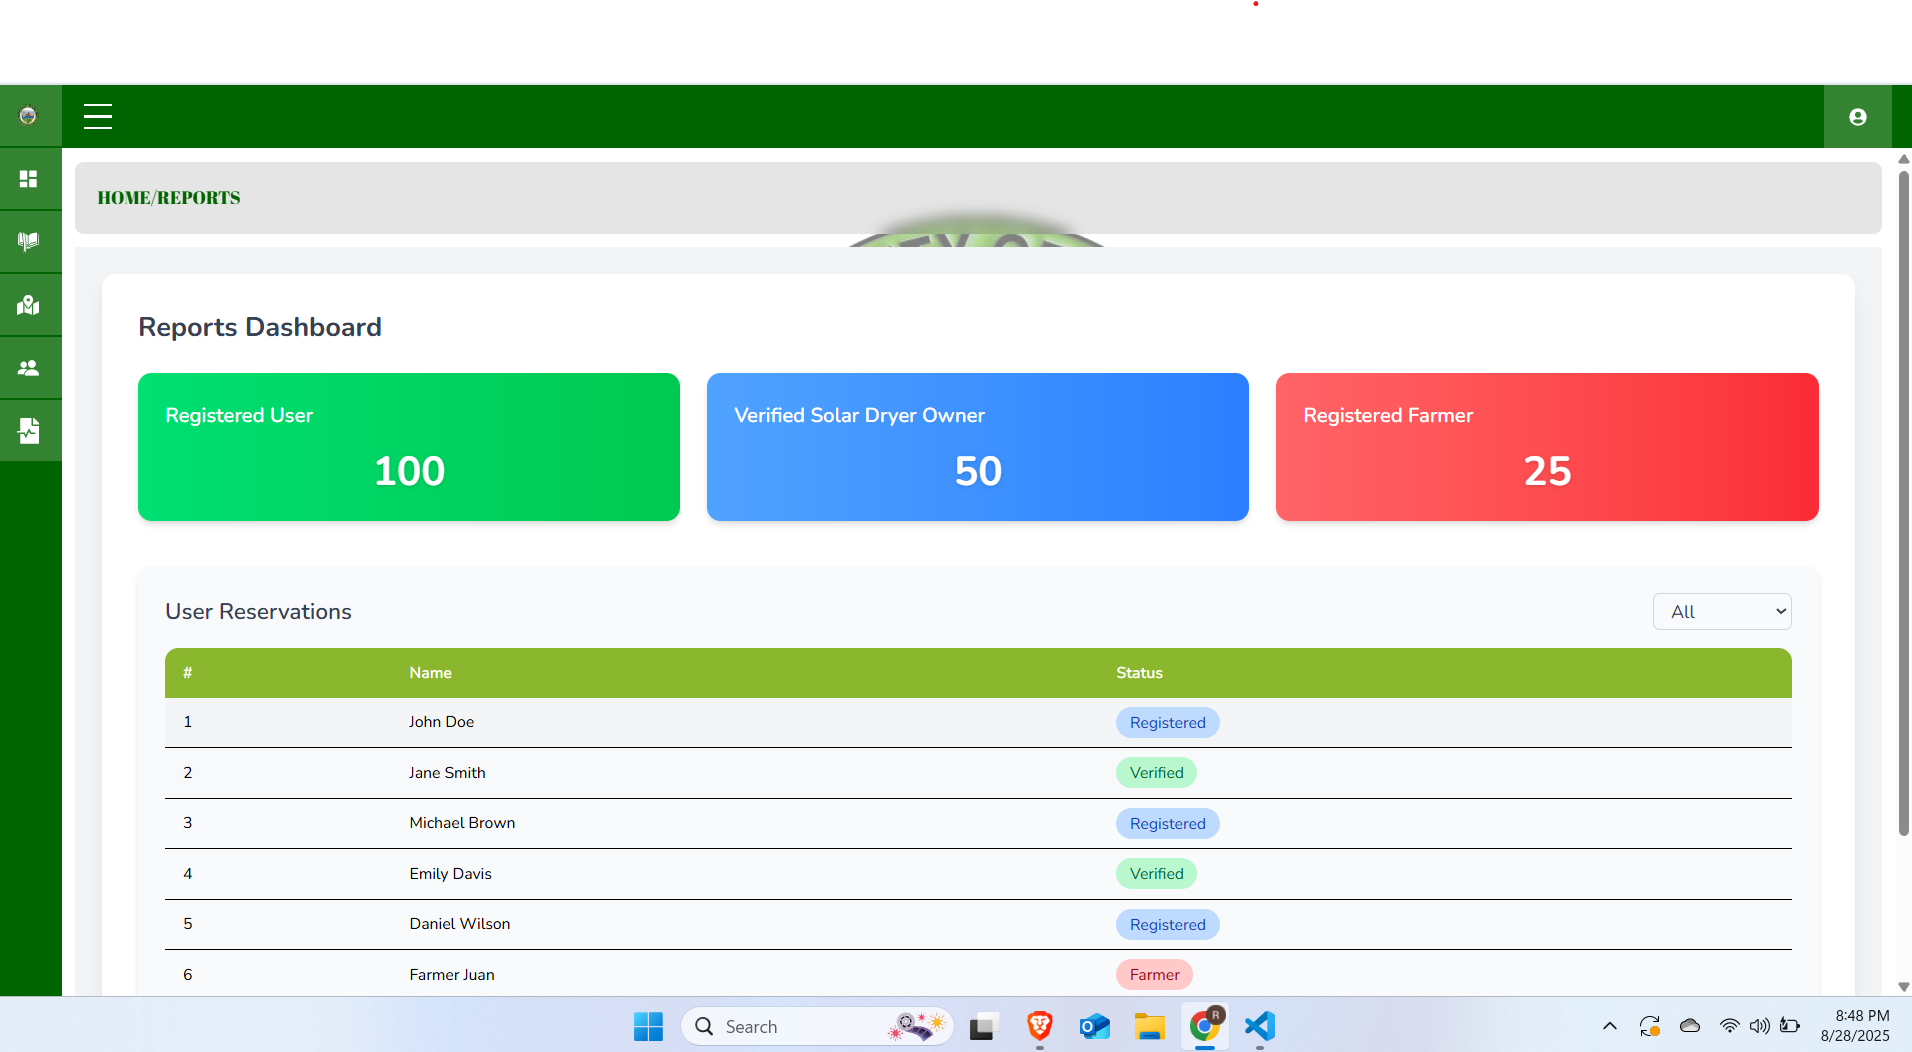 HOME/REPORTS
TY O
Reports Dashboard
Registered User
100
Verified Solar Dryer Owner
50
Registered Farmer
25
User Reservations
All
# Name Status
1 John Doe Registered
2 Jane Smith Verified
3 Michael Brown Registered
4 Emily Davis Verified
5 Daniel Wilson Registered
6 Farmer Juan Farmer
Search
R
8:48 PM
8/28/2025